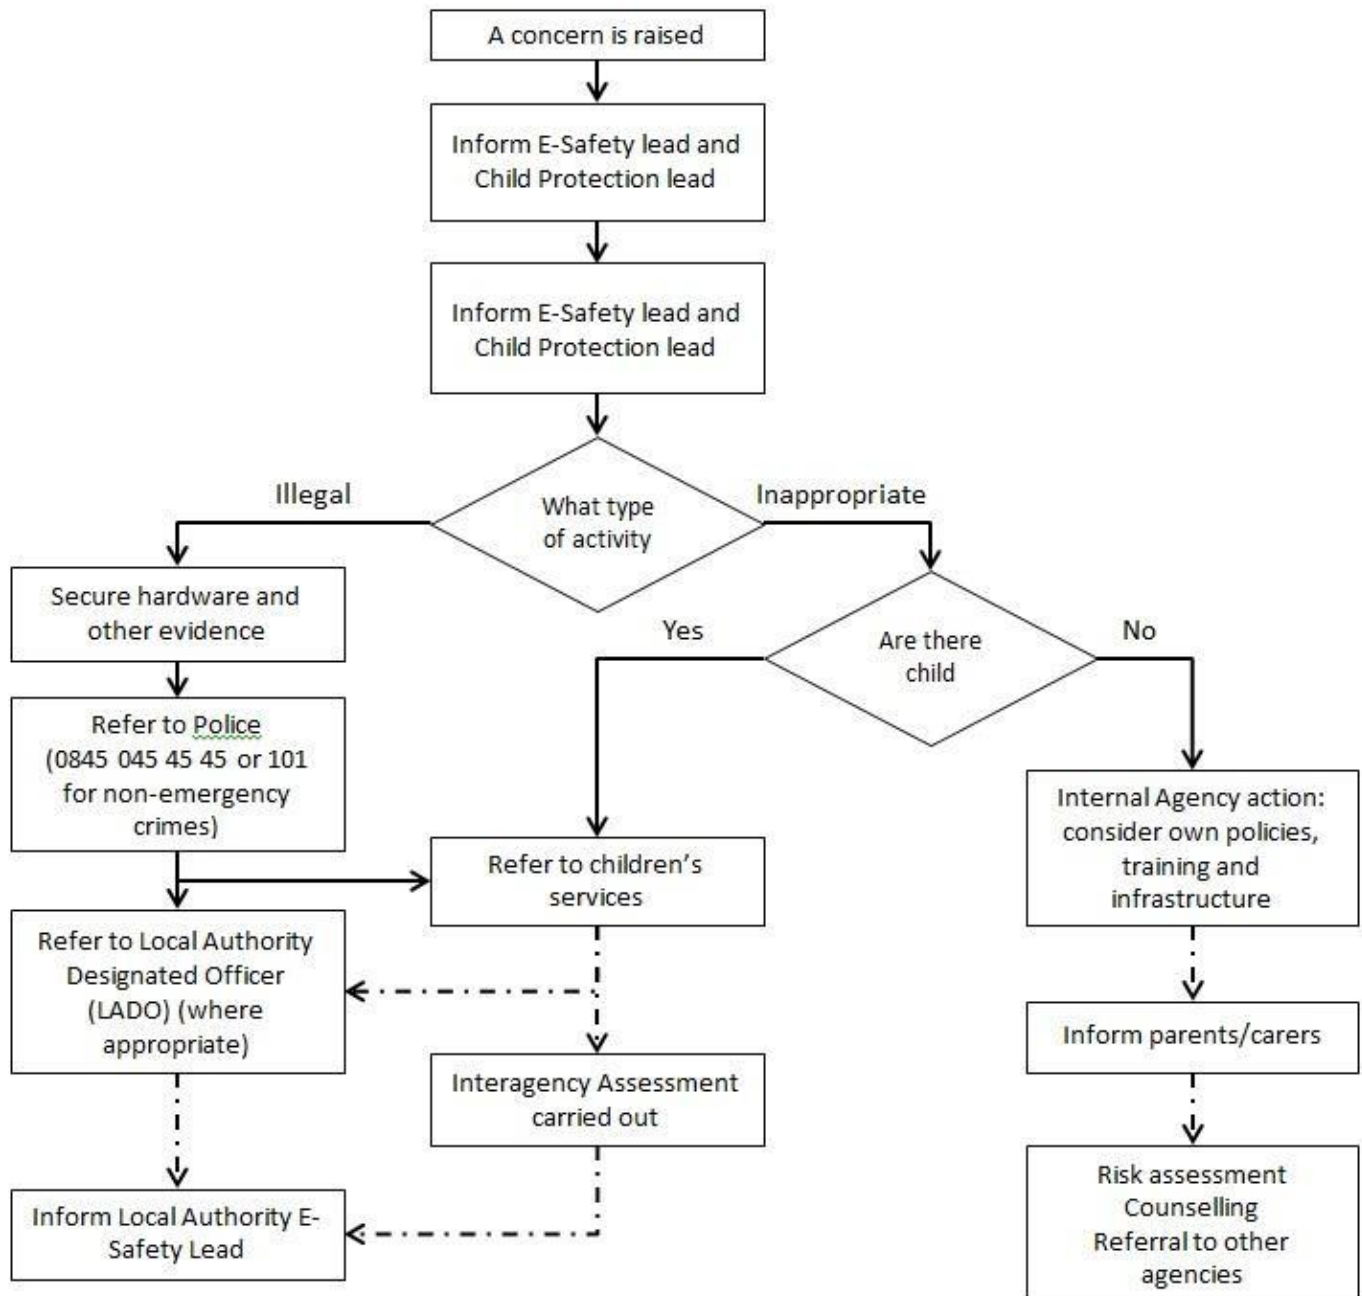 A concern is raised
Inform E-Safety lead and
Child Protection lead
Inform E-Safety lead and
Child Protection lead
What type
of activity
Illegal
Inappropriate
Secure hardware and
other evidence
Refer to Police
(0845 045 45 45 or 101
for non-emergency
crimes)
Refer to Local Authority
Designated Officer
(LADO) (where
appropriate)
Inform Local Authority E-
Safety Lead
Are there
child
Yes
No
Refer to children’s
services
Interagency Assessment
carried out
Internal Agency action:
consider own policies,
training and
infrastructure
Inform parents/carers
Risk assessment
Counselling
Referral to other
agencies